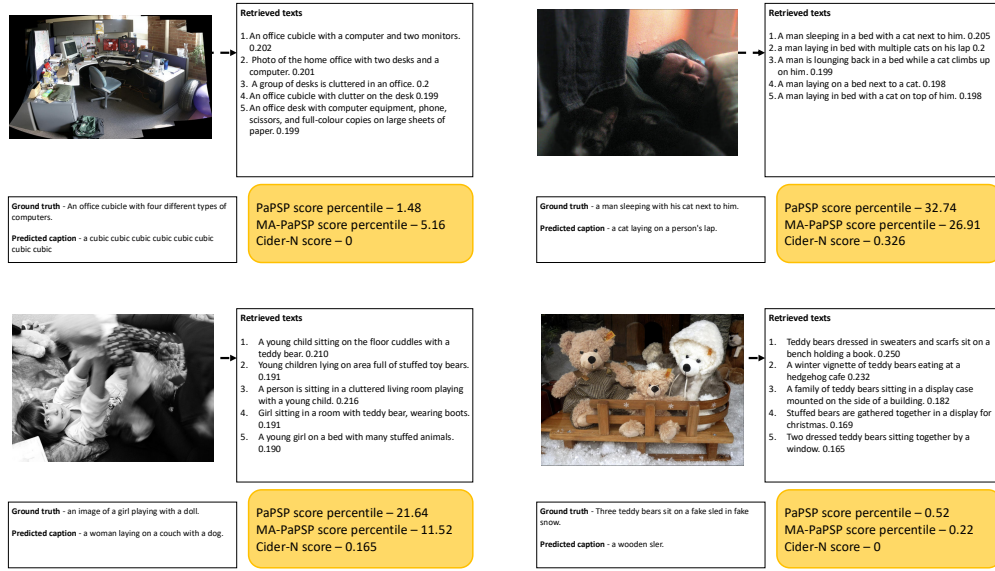 Retrieved texts
1. An office cubicle with a computer and two monitors.
0.202
2. Photo of the home office with two desks and a
computer. 0.201
3. A group of desks is cluttered in an office. 0.2
4. An office cubicle with clutter on the desk 0.199
5. An office desk with computer equipment, phone,
scissors, and full-colour copies on large sheets of
paper. 0.199
Ground truth - An office cubicle with four different types of
computers.
Predicted caption - a cubic cubic cubic cubic cubic cubic cubic
cubic cubic
PaPSP score percentile – 1.48
MA-PaPSP score percentile – 5.16
Cider-N score – 0
Retrieved texts
1. A man sleeping in a bed with a cat next to him. 0.205
2. a man laying in bed with multiple cats on his lap 0.2
3. A man is lounging back in a bed while a cat climbs up
on him. 0.199
4. A man laying on a bed next to a cat. 0.198
5. A man laying in bed with a cat on top of him. 0.198
Ground truth - a man sleeping with his cat next to him.
Predicted caption - a cat laying on a person's lap.
PaPSP score percentile – 32.74
MA-PaPSP score percentile – 26.91
Cider-N score – 0.326
Retrieved texts
1. A young child sitting on the floor cuddles with a
teddy bear. 0.210
2. Young children lying on area full of stuffed toy bears.
0.191
3. A person is sitting in a cluttered living room playing
with a young child. 0.216
4. Girl sitting in a room with teddy bear, wearing boots.
0.191
5. A young girl on a bed with many stuffed animals.
0.190
Ground truth - an image of a girl playing with a doll.
Predicted caption - a woman laying on a couch with a dog.
PaPSP score percentile – 21.64
MA-PaPSP score percentile – 11.52
Cider-N score – 0.165
Retrieved texts
1. Teddy bears dressed in sweaters and scarfs sit on a
bench holding a book. 0.250
2. A winter vignette of teddy bears eating at a
hedgehog cafe 0.232
3. A family of teddy bears sitting in a display case
mounted on the side of a building. 0.182
4. Stuffed bears are gathered together in a display for
christmas. 0.169
5. Two dressed teddy bears sitting together by a
window. 0.165
Ground truth - Three teddy bears sit on a fake sled in fake
snow.
Predicted caption - a wooden sler.
PaPSP score percentile – 0.52
MA-PaPSP score percentile – 0.22
Cider-N score – 0